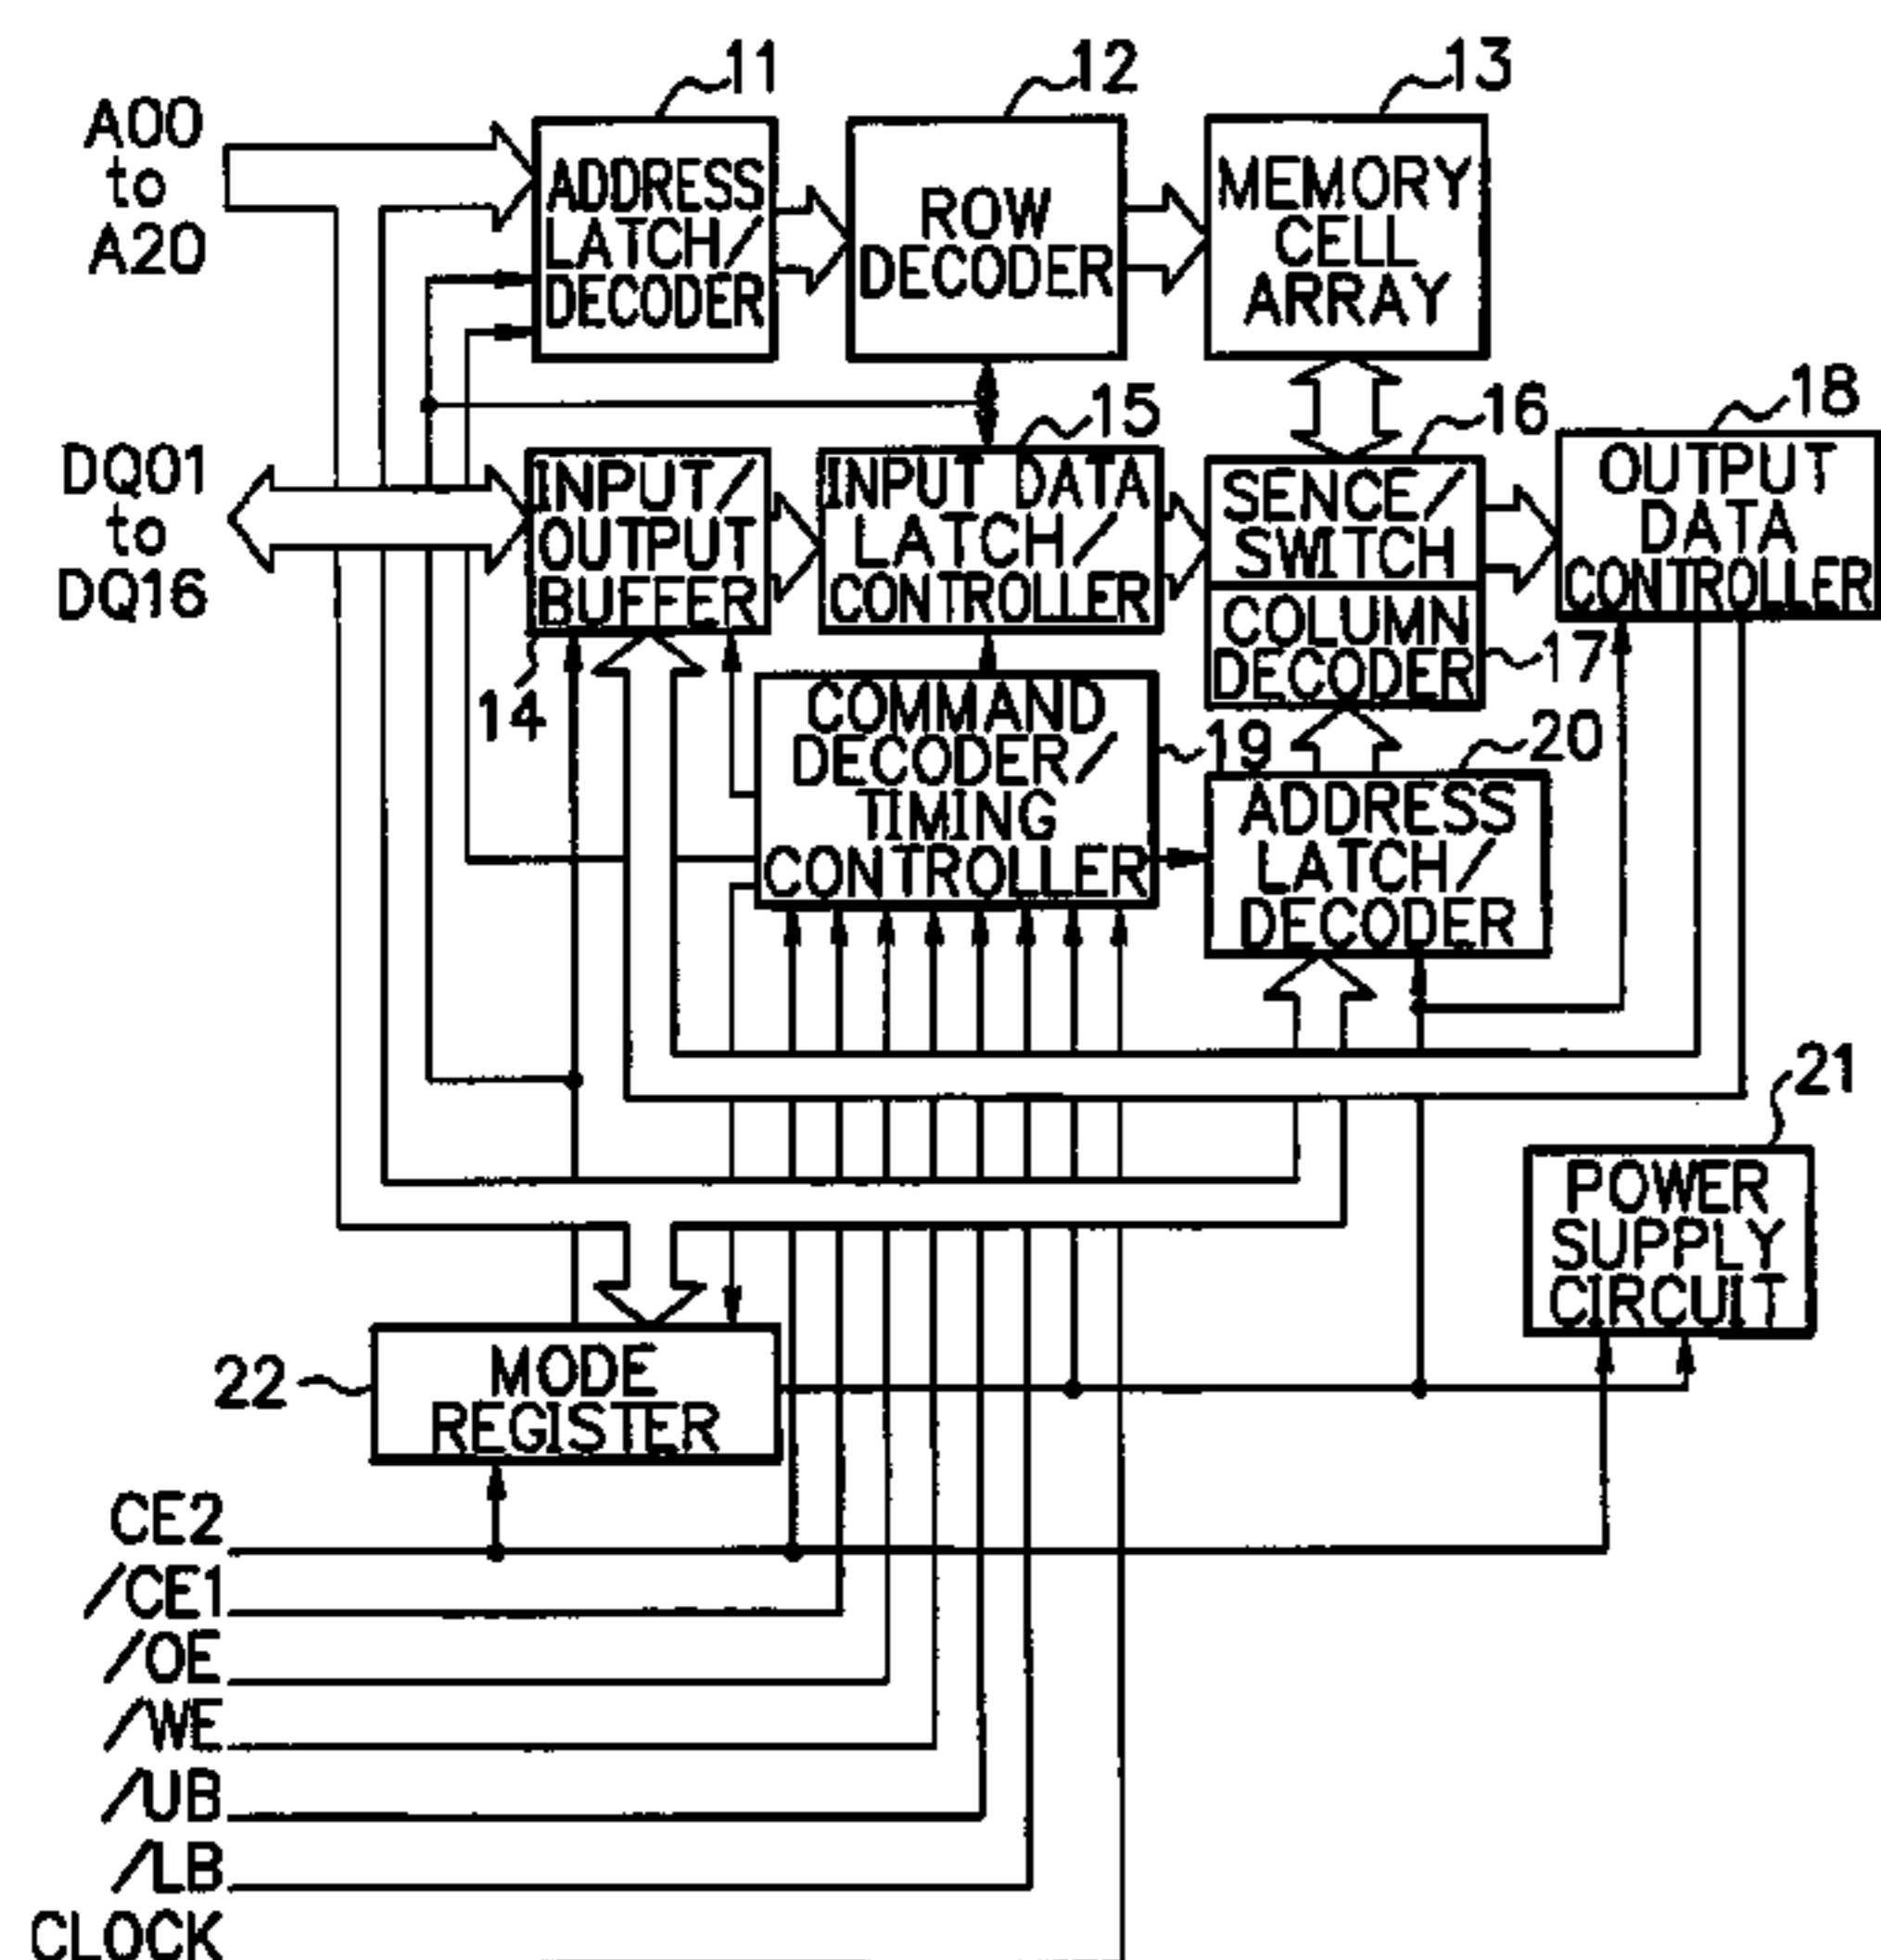 11
12
13
A00
to
A20
ADDRESS
LATCH/
DECODER
ROW
DECODER
MEMORY
CELL
ARRAY
15
16
18
DQ01
to
DQ16
INPUT/
OUTPUT
BUFFER
INPUT DATA
LATCH/
CONTROLLER
SENCE/
SWITCH
COLUMN
DECODER
OUTPUT
DATA
CONTROLLER
14
17
COMMAND
DECODER/
TIMING
CONTROLLER
19
20
ADDRESS
LATCH/
DECODER
21
POWER
SUPPLY
CIRCUIT
22
MODE
REGISTER
CE2
/CE1
/OE
/WE
/UB
/LB
CLOCK